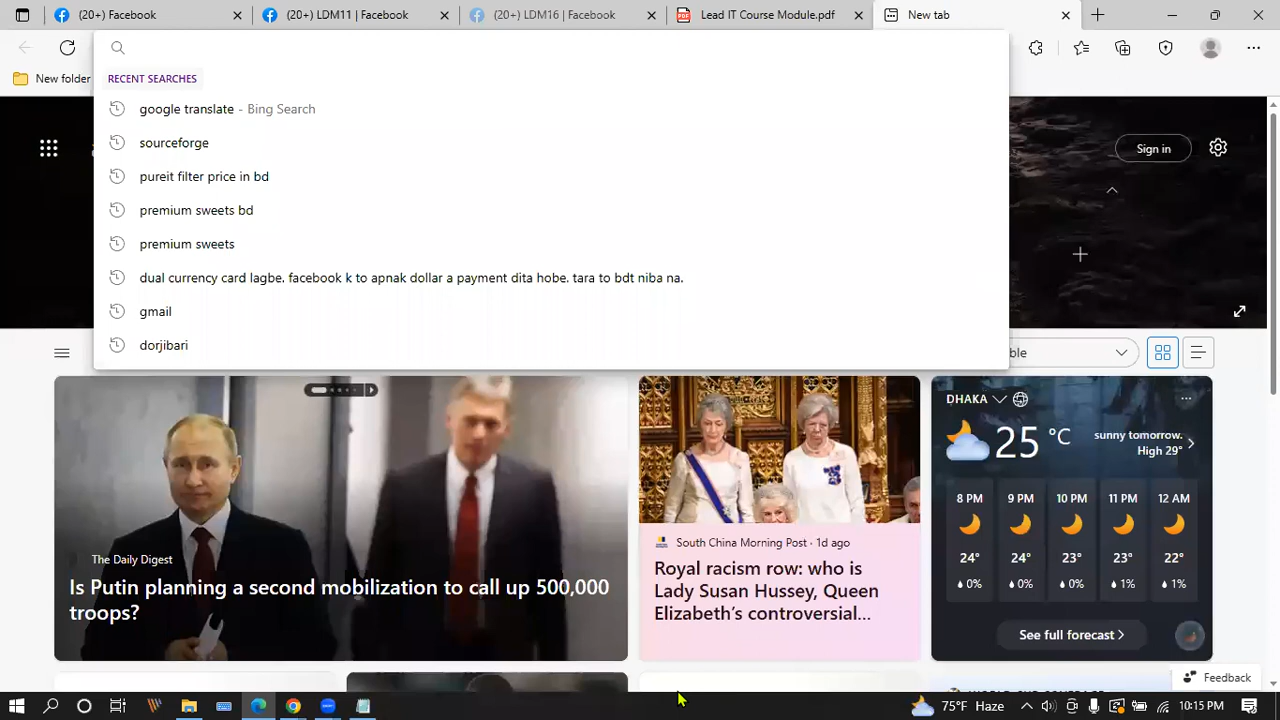 (20+) Facebook
(20+) LDM11 | Facebook
(20+) LDM16 | Facebook
Lead IT Course Module.pdf
New tab
New folder
RECENT SEARCHES
google translate - Bing Search
sourceforge
pureit filter price in bd
premium sweets bd
premium sweets
dual currency card lagbe. facebook k to apnak dollar a payment dita hobe. tara to bdt niba na.
gmail
dorjibari
Sign in
The Daily Digest
Is Putin planning a second mobilization to call up 500,000
troops?
South China Morning Post · 1d ago
Royal racism row: who is
Lady Susan Hussey, Queen
Elizabeth's controversial...
DHAKA
25 °C
sunny tomorrow.
High 29°
8 PM 9 PM 10 PM 11 PM 12 AM
24° 24° 23° 23° 22°
0% 0% 0% 1% 1%
See full forecast
Feedback
75°F Haze
10:15 PM